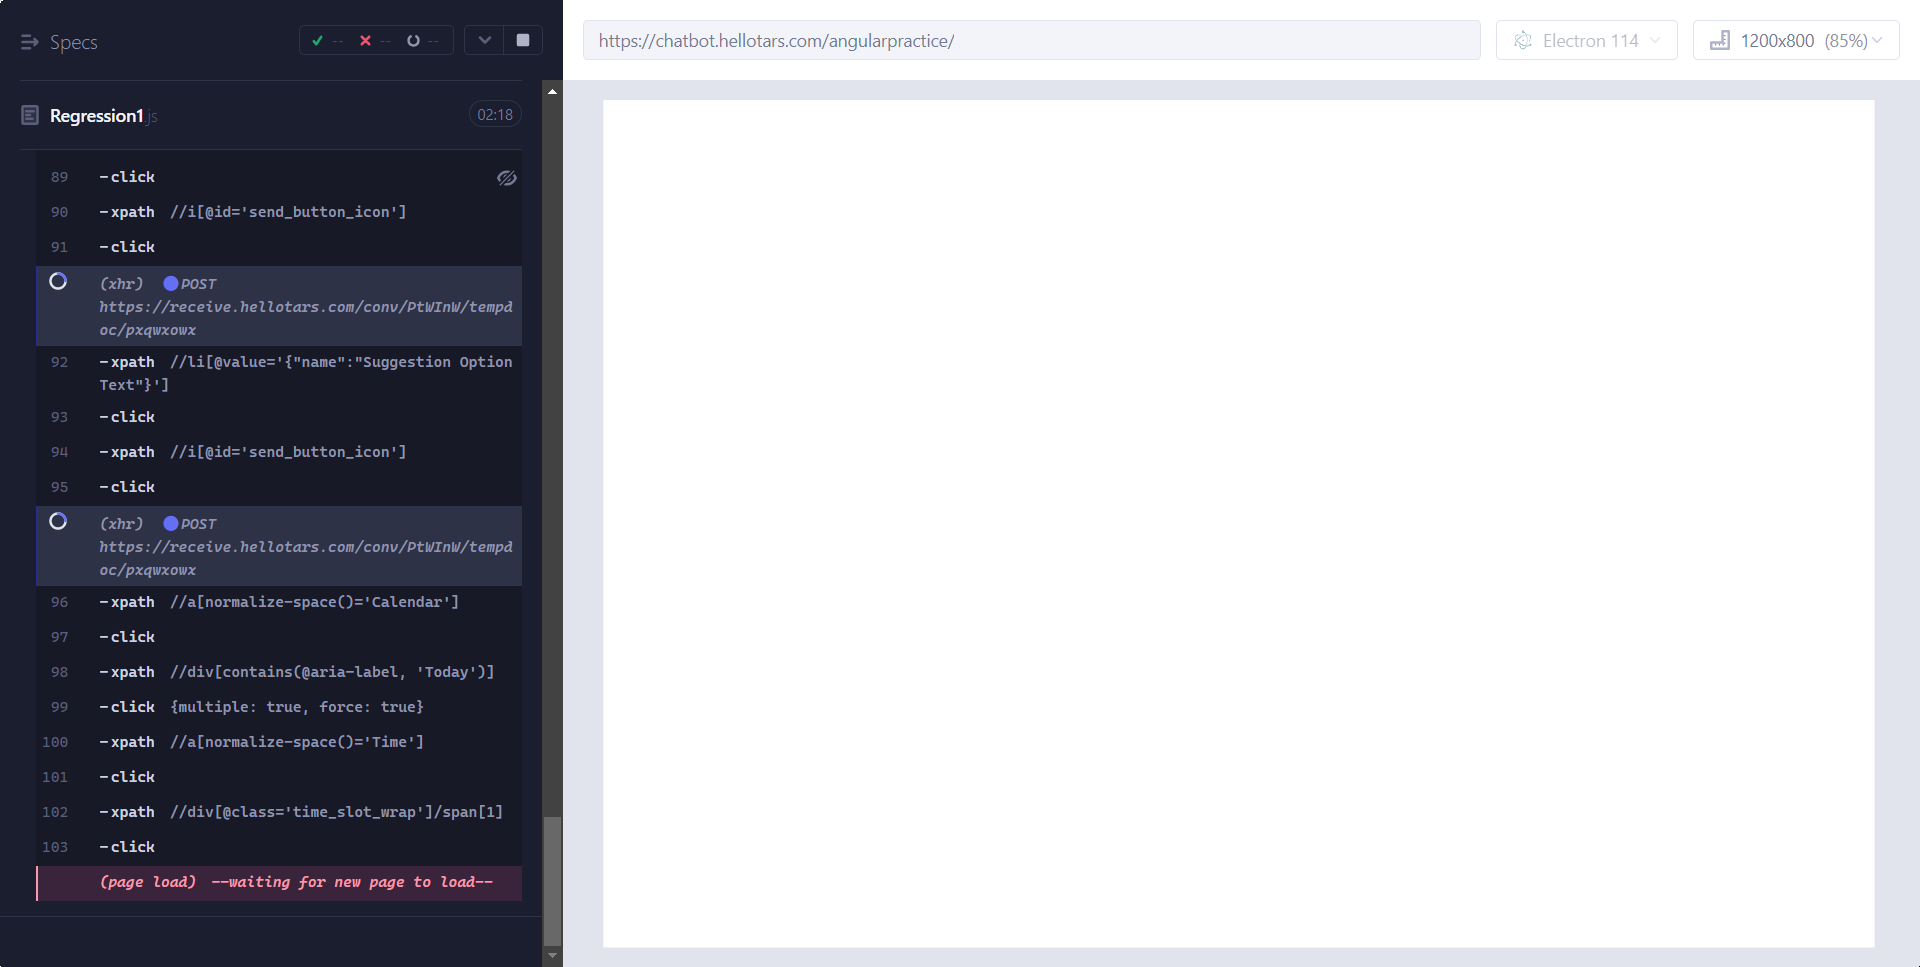 Specs
-- -- --
Regression1.js
02:18
89 -click
90 -xpath //i[@id='send_button_icon']
91 -click
(xhr) POST
https://receive.hellotars.com/conv/PtWInW/tempd
oc/pxqwxowx
92 -xpath //li[@value='{"name":"Suggestion Option
Text"}']
93 -click
94 -xpath //i[@id='send_button_icon']
95 -click
(xhr) POST
https://receive.hellotars.com/conv/PtWInW/tempd
oc/pxqwxowx
96 -xpath //a[normalize-space()='Calendar']
97 -click
98 -xpath //div[contains(@aria-label, 'Today')]
99 -click {multiple: true, force: true}
100 -xpath //a[normalize-space()='Time']
101 -click
102 -xpath //div[@class='time_slot_wrap']/span[1]
103 -click
(page load) --waiting for new page to load--
https://chatbot.hellotars.com/angularpractice/
Electron 114
1200x800 (85%)